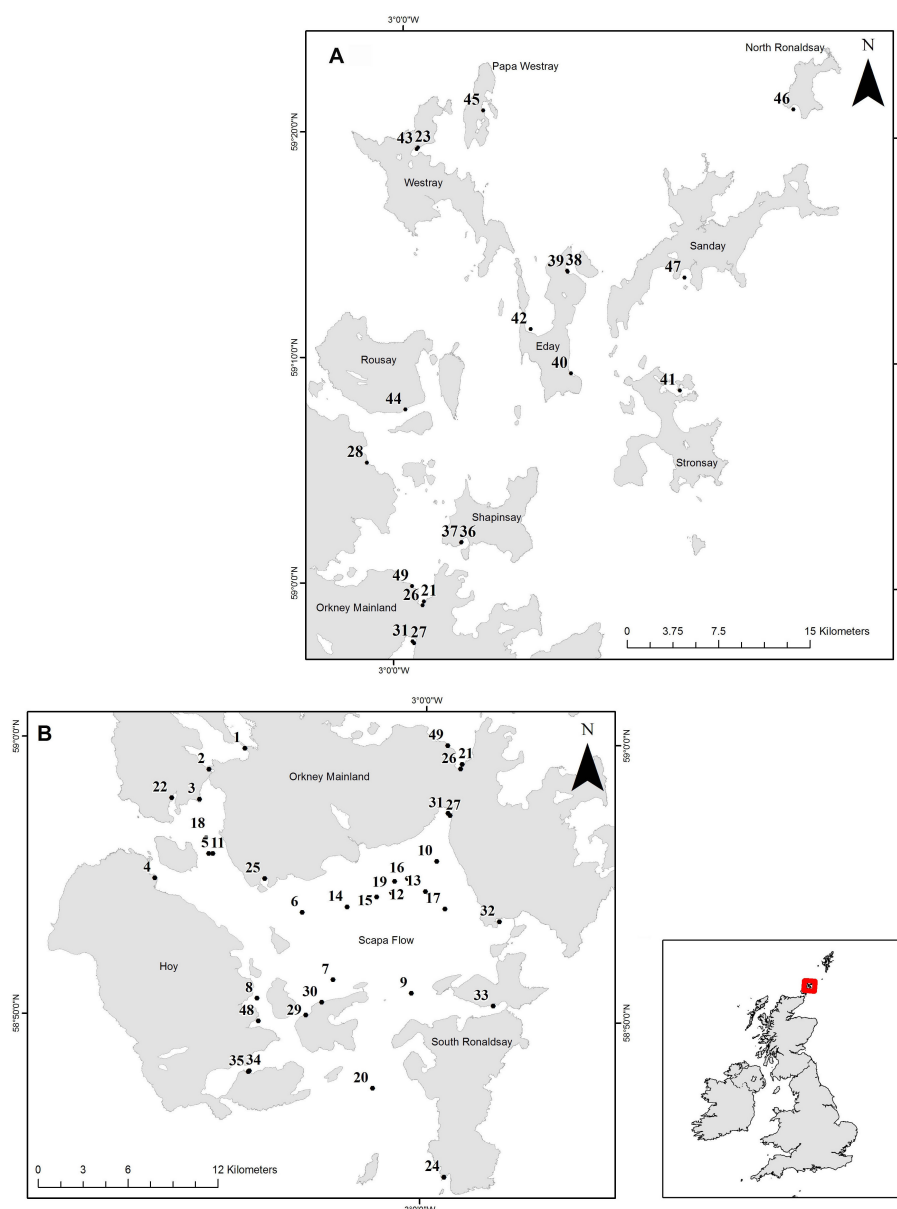 3°0'0"W
A
North Ronaldsay
N
Papa Westray
45
46
59°20'0"N
43 23
Westray
Sanday
39 38
47
42
Eday
59°10'0"N
Rousay
40
41
44
28
Stronsay
Shapinsay
37 36
59°0'0"N
49
26 21
Orkney Mainland
31 27
0 3.75 7.5 15 Kilometers
3°0'0"W
3°0'0"W
B
N
59°0'0"N
1
49
59°0'0"N
2
26 21
Orkney Mainland
22 3
31 27
18
5 11
10
4
25
16
19 13
14 15 12
6
17
32
Scapa Flow
Hoy
7
9
8
30
33
48
29
58°50'0"N
58°50'0"N
South Ronaldsay
35 34
20
24
0 3 6 12 Kilometers